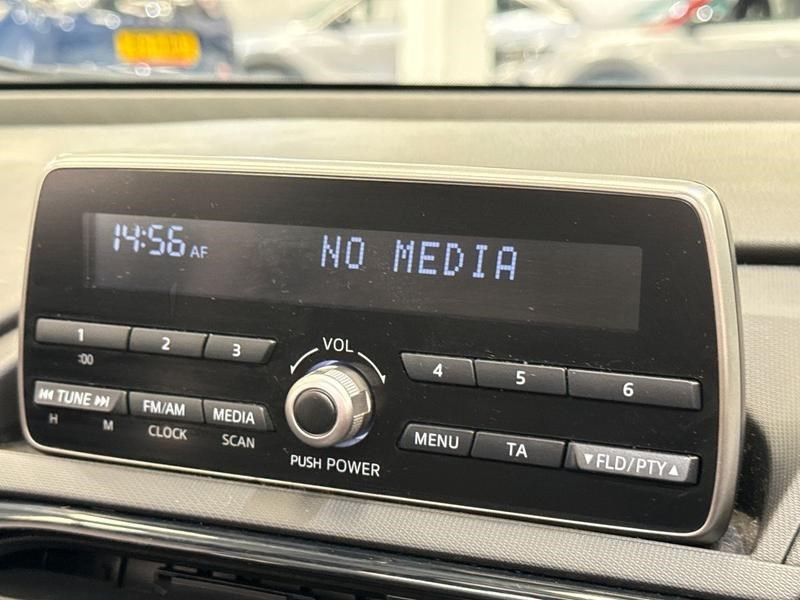 14:56 AF NO MEDIA
VOL
1 2 3 4 5 6
:00
⏮ TUNE ⏭ FM/AM MEDIA MENU TA ▼FLD/PTY▲
H M CLOCK SCAN
PUSH POWER